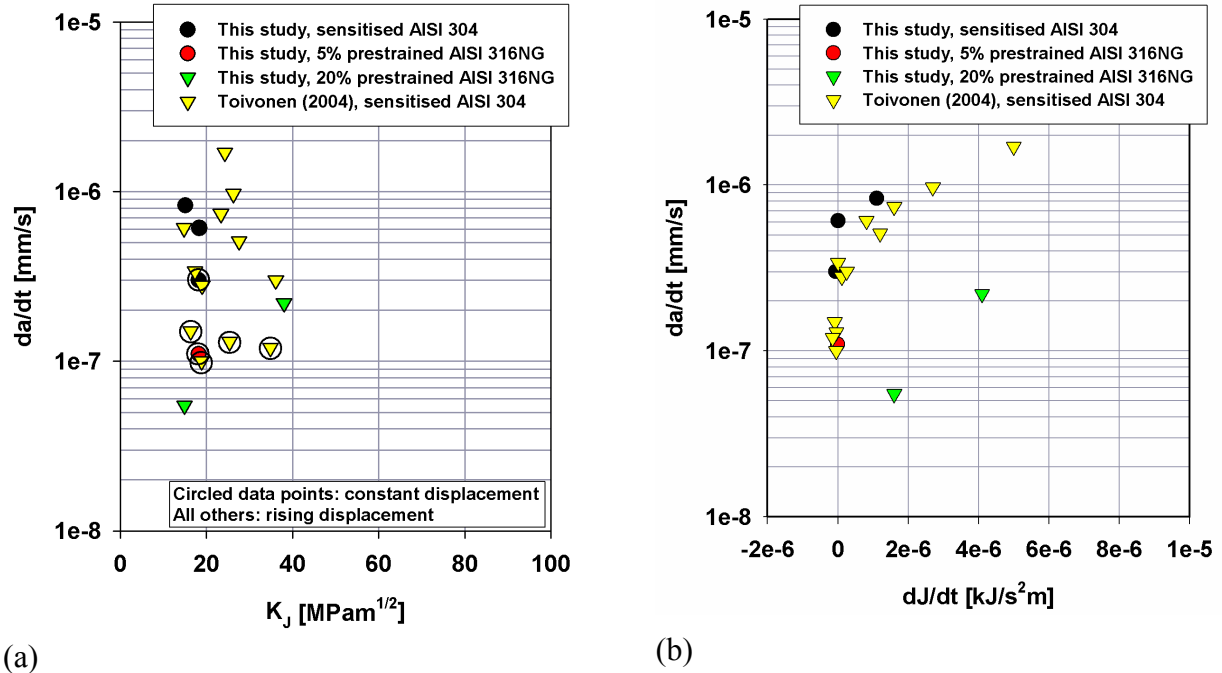 This study, sensitised AISI 304
This study, 5% prestrained AISI 316NG
This study, 20% prestrained AISI 316NG
Toivonen (2004), sensitised AISI 304
1e-5
1e-6
1e-7
1e-8
da/dt [mm/s]
Circled data points: constant displacement
All others: rising displacement
0 20 40 60 80 100
K_J [MPam^1/2]
(a)
This study, sensitised AISI 304
This study, 5% prestrained AISI 316NG
This study, 20% prestrained AISI 316NG
Toivonen (2004), sensitised AISI 304
1e-5
1e-6
1e-7
1e-8
da/dt [mm/s]
-2e-6 0 2e-6 4e-6 6e-6 8e-6 1e-5
dJ/dt [kJ/s²m]
(b)